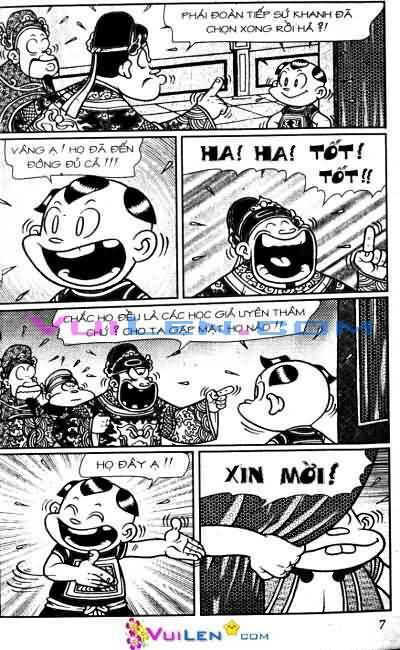 PHÁI ĐOÀN TIẾP SỨ KHANH ĐÃ
CHỌN XONG RỒI HẢ ?!
VÂNG Ạ ! HỌ ĐÃ ĐẾN
ĐÔNG ĐỦ CẢ !!!
HA! HA! TỐT!
TỐT!!
CHẮC HỌ ĐỀU LÀ CÁC HỌC GIẢ UYÊN THÂM
CHỨ ? CHO TA GẶP MẶT HỌ NÀO !!
VUILEN.COM
HỌ ĐÂY Ạ !!
XIN MỜI!
7
VUILEN.COM